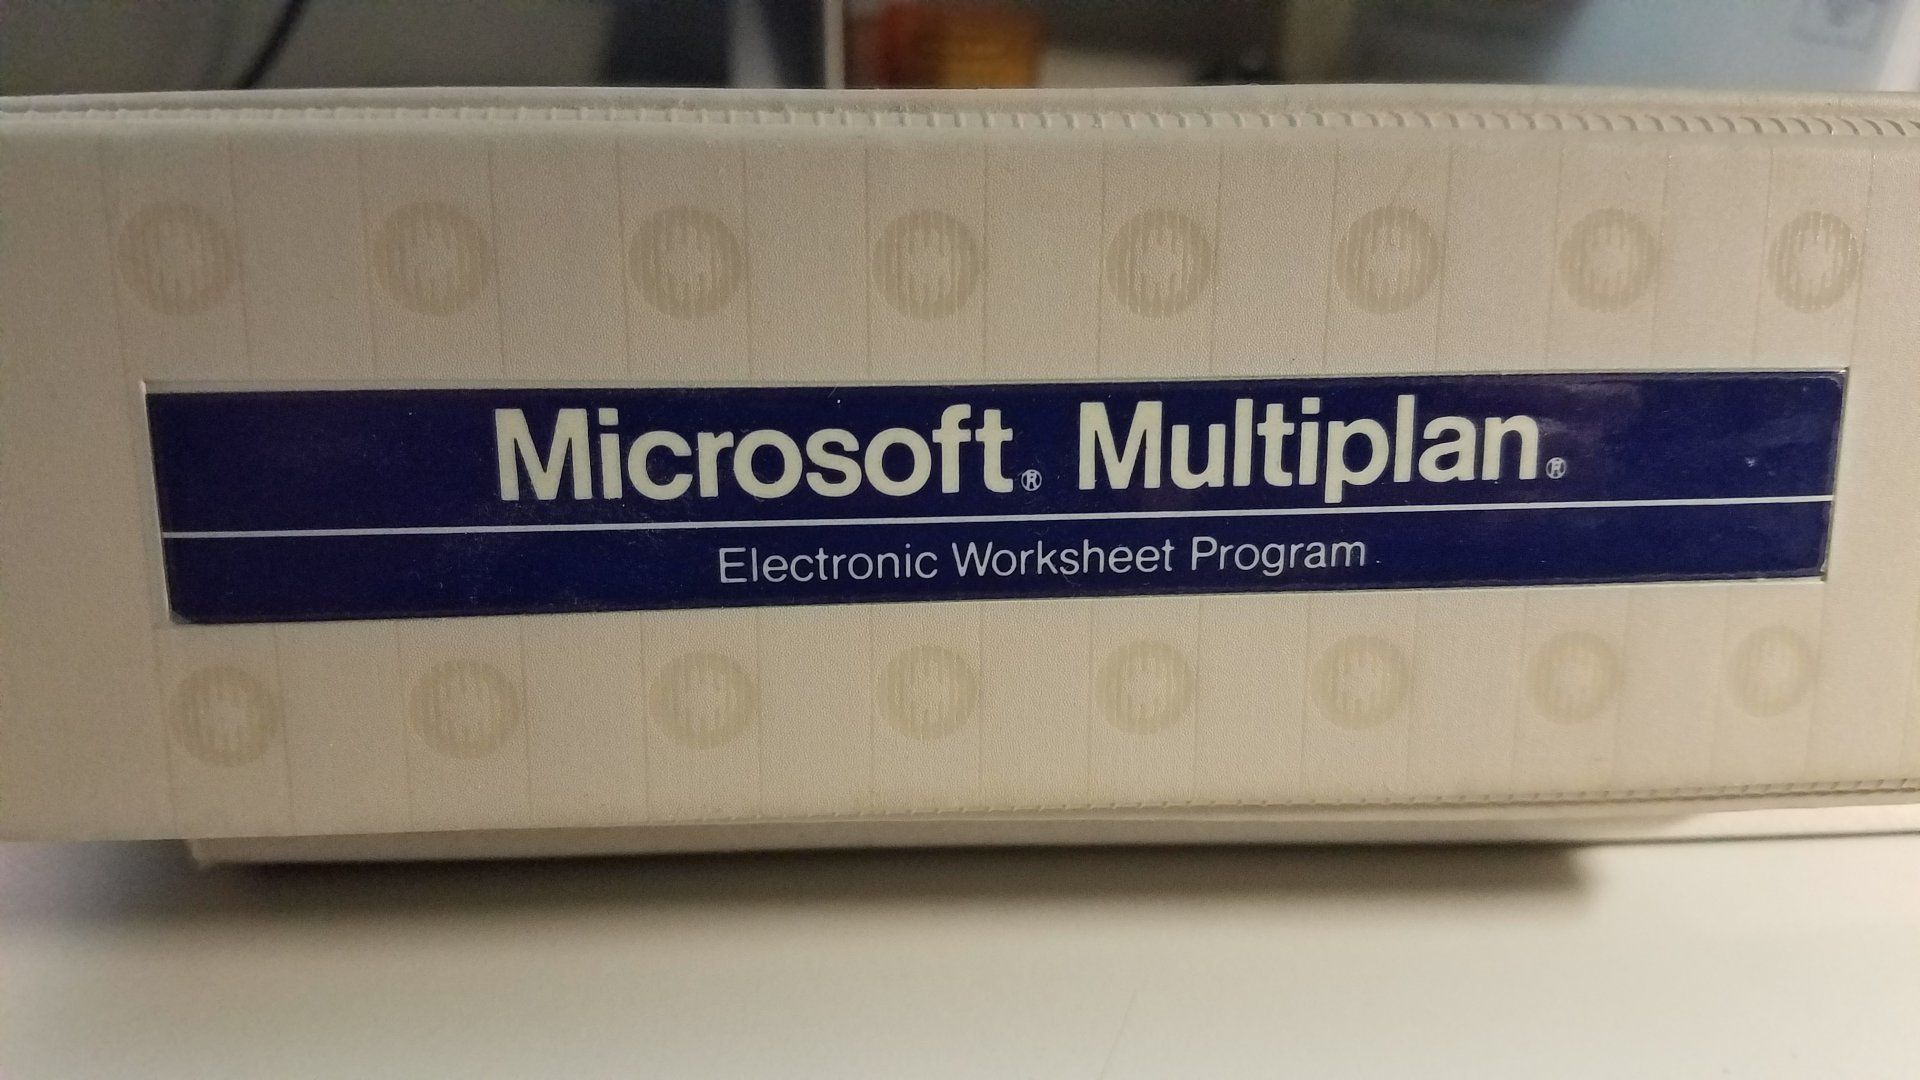 Microsoft® Multiplan®
Electronic Worksheet Program